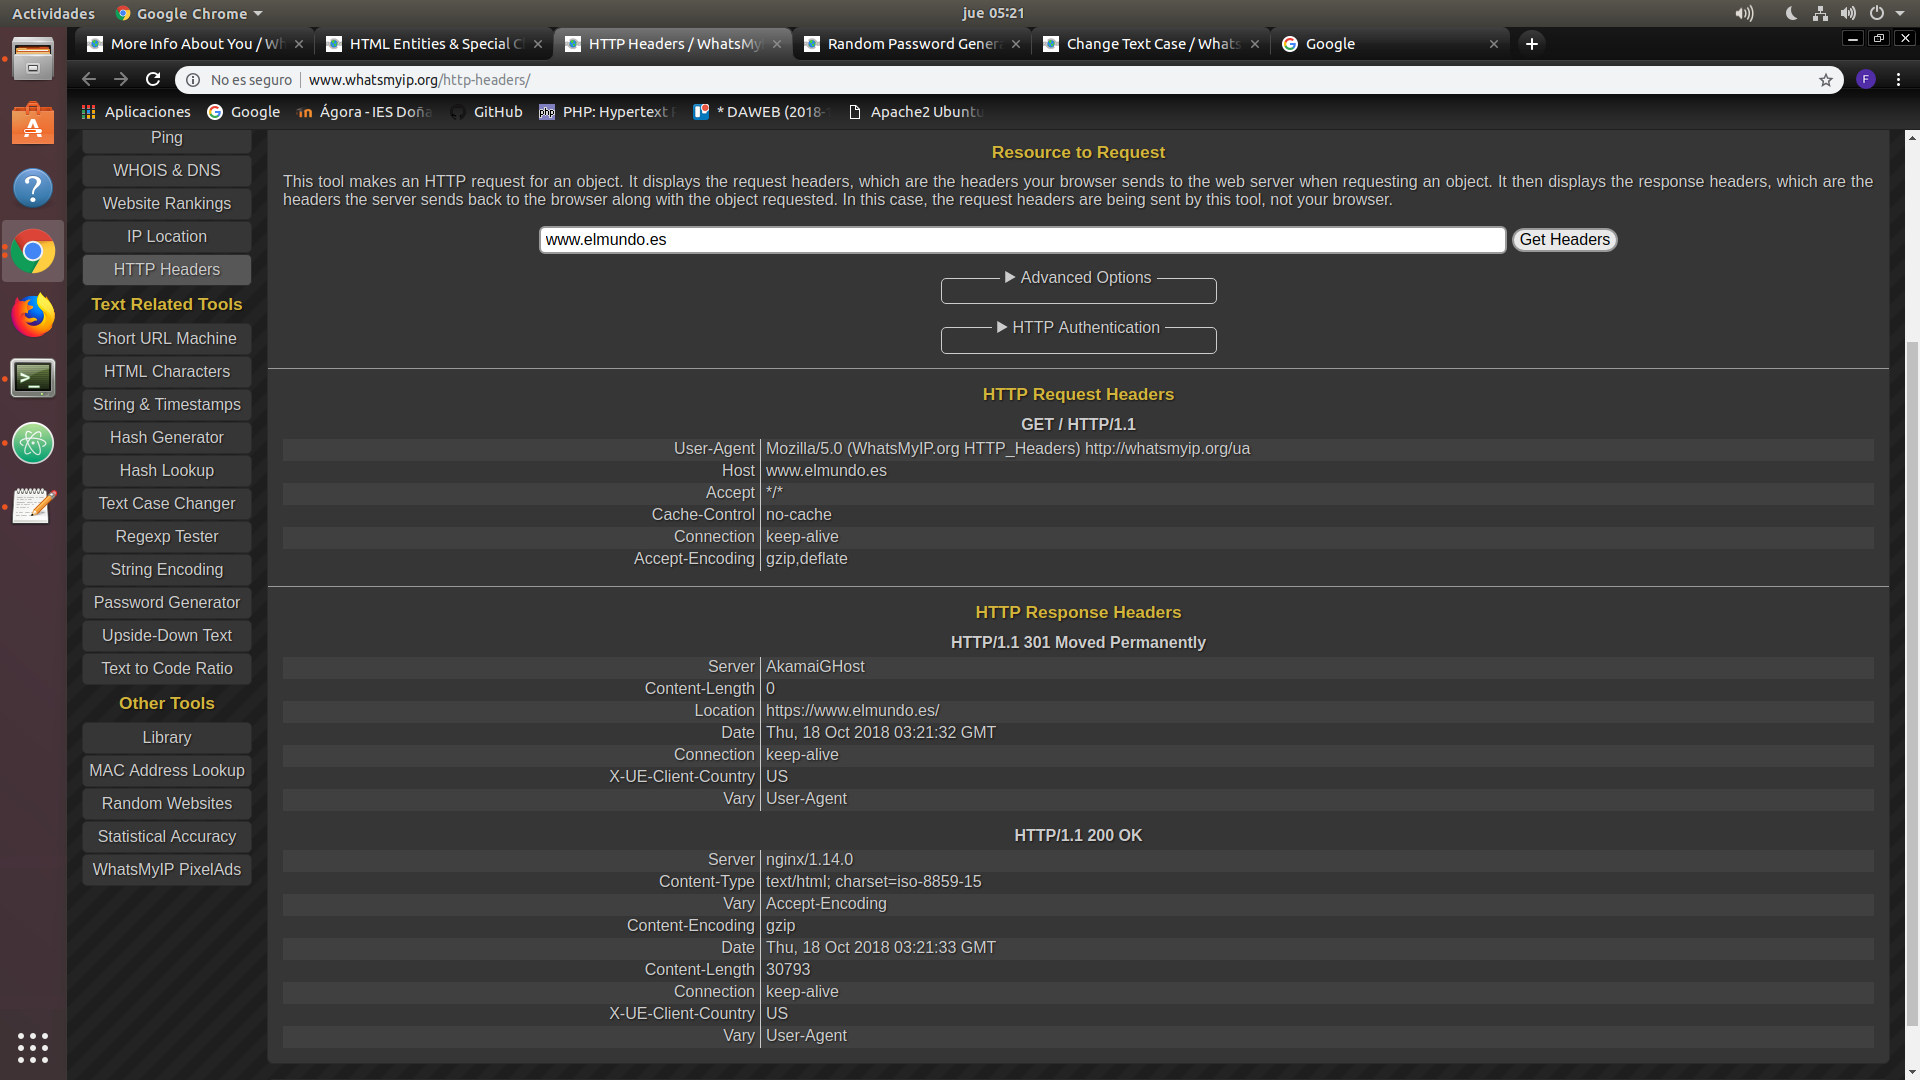 Actividades
Google Chrome
jue 05:21
More Info About You / Wh
HTML Entities & Special C
HTTP Headers / WhatsMy
Random Password Genera
Change Text Case / Whats
Google
No es seguro
www.whatsmyip.org/http-headers/
F
Aplicaciones
Google
Ágora - IES Doña
GitHub
PHP: Hypertext
* DAWEB (2018-
Apache2 Ubuntu
Ping
WHOIS & DNS
Website Rankings
IP Location
HTTP Headers
Text Related Tools
Short URL Machine
HTML Characters
String & Timestamps
Hash Generator
Hash Lookup
Text Case Changer
Regexp Tester
String Encoding
Password Generator
Upside-Down Text
Text to Code Ratio
Other Tools
Library
MAC Address Lookup
Random Websites
Statistical Accuracy
WhatsMyIP PixelAds
Resource to Request
This tool makes an HTTP request for an object. It displays the request headers, which are the headers your browser sends to the web server when requesting an object. It then displays the response headers, which are the
headers the server sends back to the browser along with the object requested. In this case, the request headers are being sent by this tool, not your browser.
www.elmundo.es
Get Headers
Advanced Options
HTTP Authentication
HTTP Request Headers
GET / HTTP/1.1
User-Agent Mozilla/5.0 (WhatsMyIP.org HTTP_Headers) http://whatsmyip.org/ua
Host www.elmundo.es
Accept */*
Cache-Control no-cache
Connection keep-alive
Accept-Encoding gzip,deflate
HTTP Response Headers
HTTP/1.1 301 Moved Permanently
Server AkamaiGHost
Content-Length 0
Location https://www.elmundo.es/
Date Thu, 18 Oct 2018 03:21:32 GMT
Connection keep-alive
X-UE-Client-Country US
Vary User-Agent
HTTP/1.1 200 OK
Server nginx/1.14.0
Content-Type text/html; charset=iso-8859-15
Vary Accept-Encoding
Content-Encoding gzip
Date Thu, 18 Oct 2018 03:21:33 GMT
Content-Length 30793
Connection keep-alive
X-UE-Client-Country US
Vary User-Agent